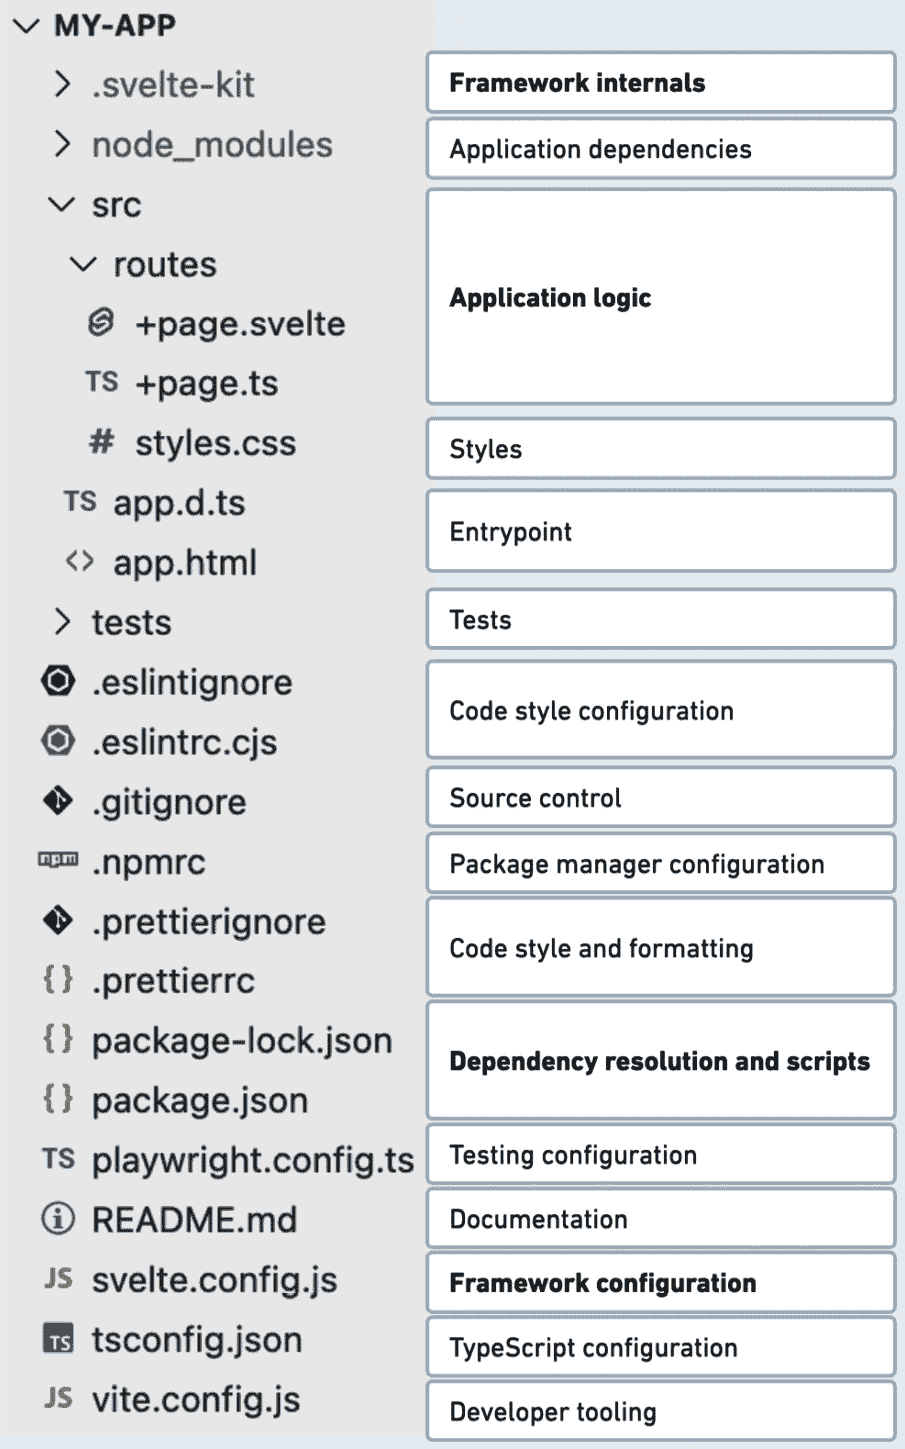 MY-APP
.svelte-kit
Framework internals
node_modules
Application dependencies
src
routes
+page.svelte
Application logic
TS +page.ts
# styles.css
Styles
TS app.d.ts
<> app.html
Entrypoint
tests
Tests
.eslintignore
.eslintrc.cjs
Code style configuration
.gitignore
Source control
npm .npmrc
Package manager configuration
.prettierignore
{} .prettierrc
Code style and formatting
{} package-lock.json
{} package.json
Dependency resolution and scripts
TS playwright.config.ts
Testing configuration
README.md
Documentation
JS svelte.config.js
Framework configuration
TS tsconfig.json
TypeScript configuration
JS vite.config.js
Developer tooling